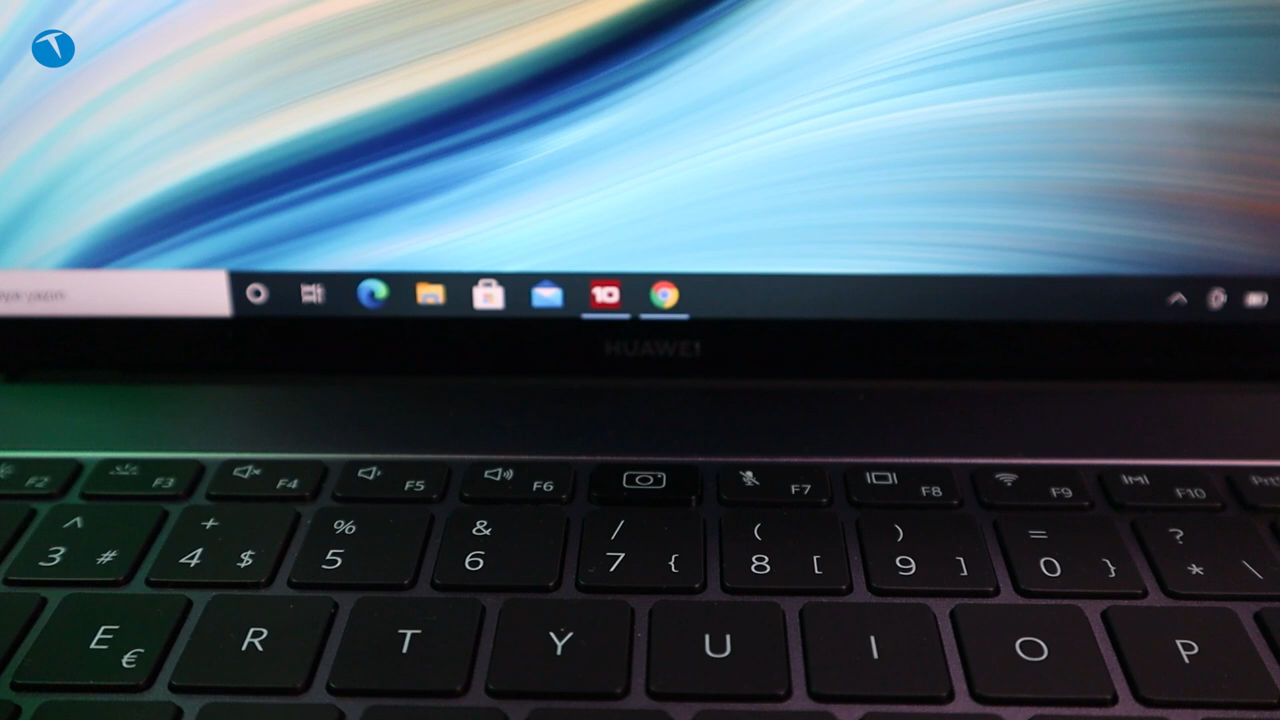 yazın
10
HUAWEI
F2 F3 F4 F5 F6 F7 F8 F9 F10
^ + % & / ( ) = ?
3 # 4 $ 5 6 7 { 8 [ 9 ] 0 } * \
E € R T Y U I O P